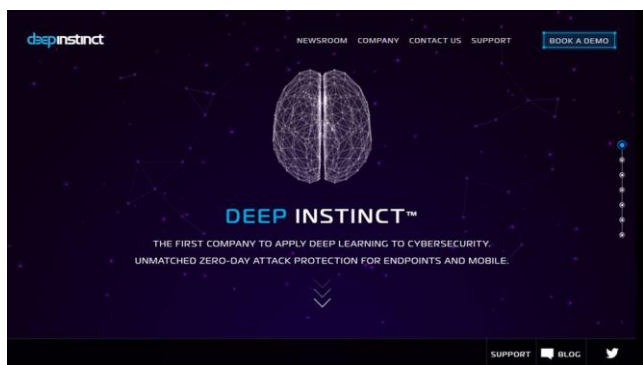 deepinstinct
NEWSROOM COMPANY CONTACT US SUPPORT BOOK A DEMO
DEEP INSTINCT™
THE FIRST COMPANY TO APPLY DEEP LEARNING TO CYBERSECURITY.
UNMATCHED ZERO-DAY ATTACK PROTECTION FOR ENDPOINTS AND MOBILE.
SUPPORT BLOG